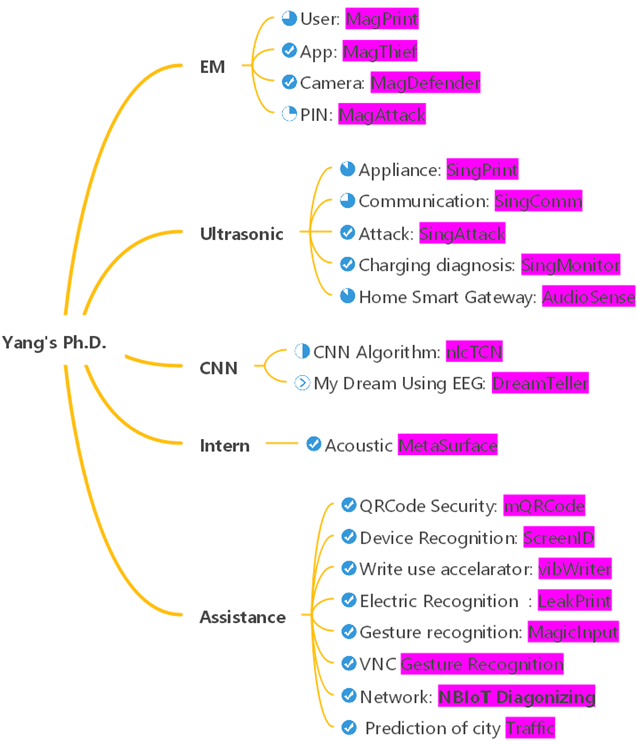 User: MagPrint
App: MagThief
EM
Camera: MagDefender
PIN: MagAttack
Appliance: SingPrint
Communication: SingComm
Ultrasonic
Attack: SingAttack
Charging diagnosis: SingMonitor
Home Smart Gateway: AudioSense
Yang's Ph.D.
CNN Algorithm: nlcTCN
CNN
My Dream Using EEG: DreamTeller
Intern
Acoustic MetaSurface
QRCode Security: mQRCode
Device Recognition: ScreenID
Write use accelarator: vibWriter
Electric Recognition : LeakPrint
Assistance
Gesture recognition: MagicInput
VNC Gesture Recognition
Network: NBIoT Diagonizing
Prediction of city Traffic